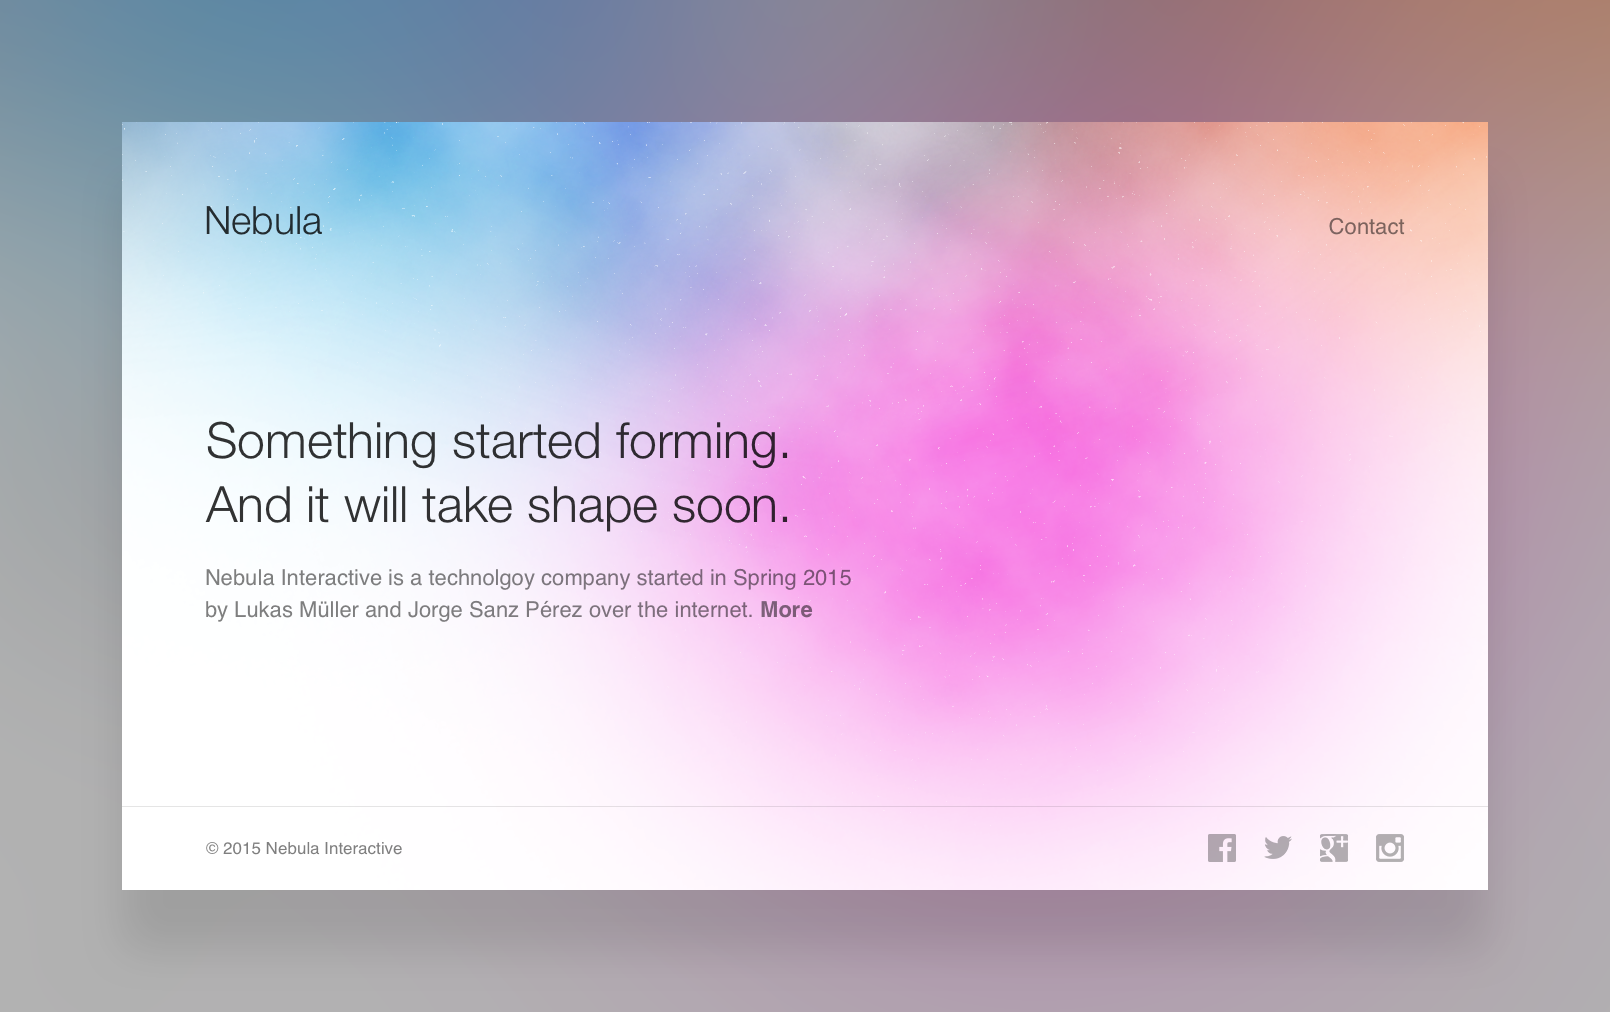 Nebula
Contact
Something started forming.
And it will take shape soon.
Nebula Interactive is a technolgoy company started in Spring 2015
by Lukas Müller and Jorge Sanz Pérez over the internet. More
© 2015 Nebula Interactive